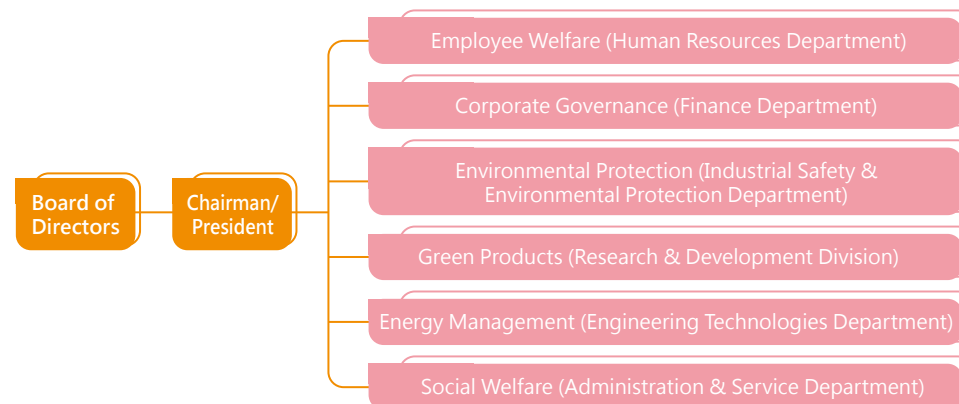 Board of
Directors
Chairman/
President
Employee Welfare (Human Resources Department)
Corporate Governance (Finance Department)
Environmental Protection (Industrial Safety &
Environmental Protection Department)
Green Products (Research & Development Division)
Energy Management (Engineering Technologies Department)
Social Welfare (Administration & Service Department)